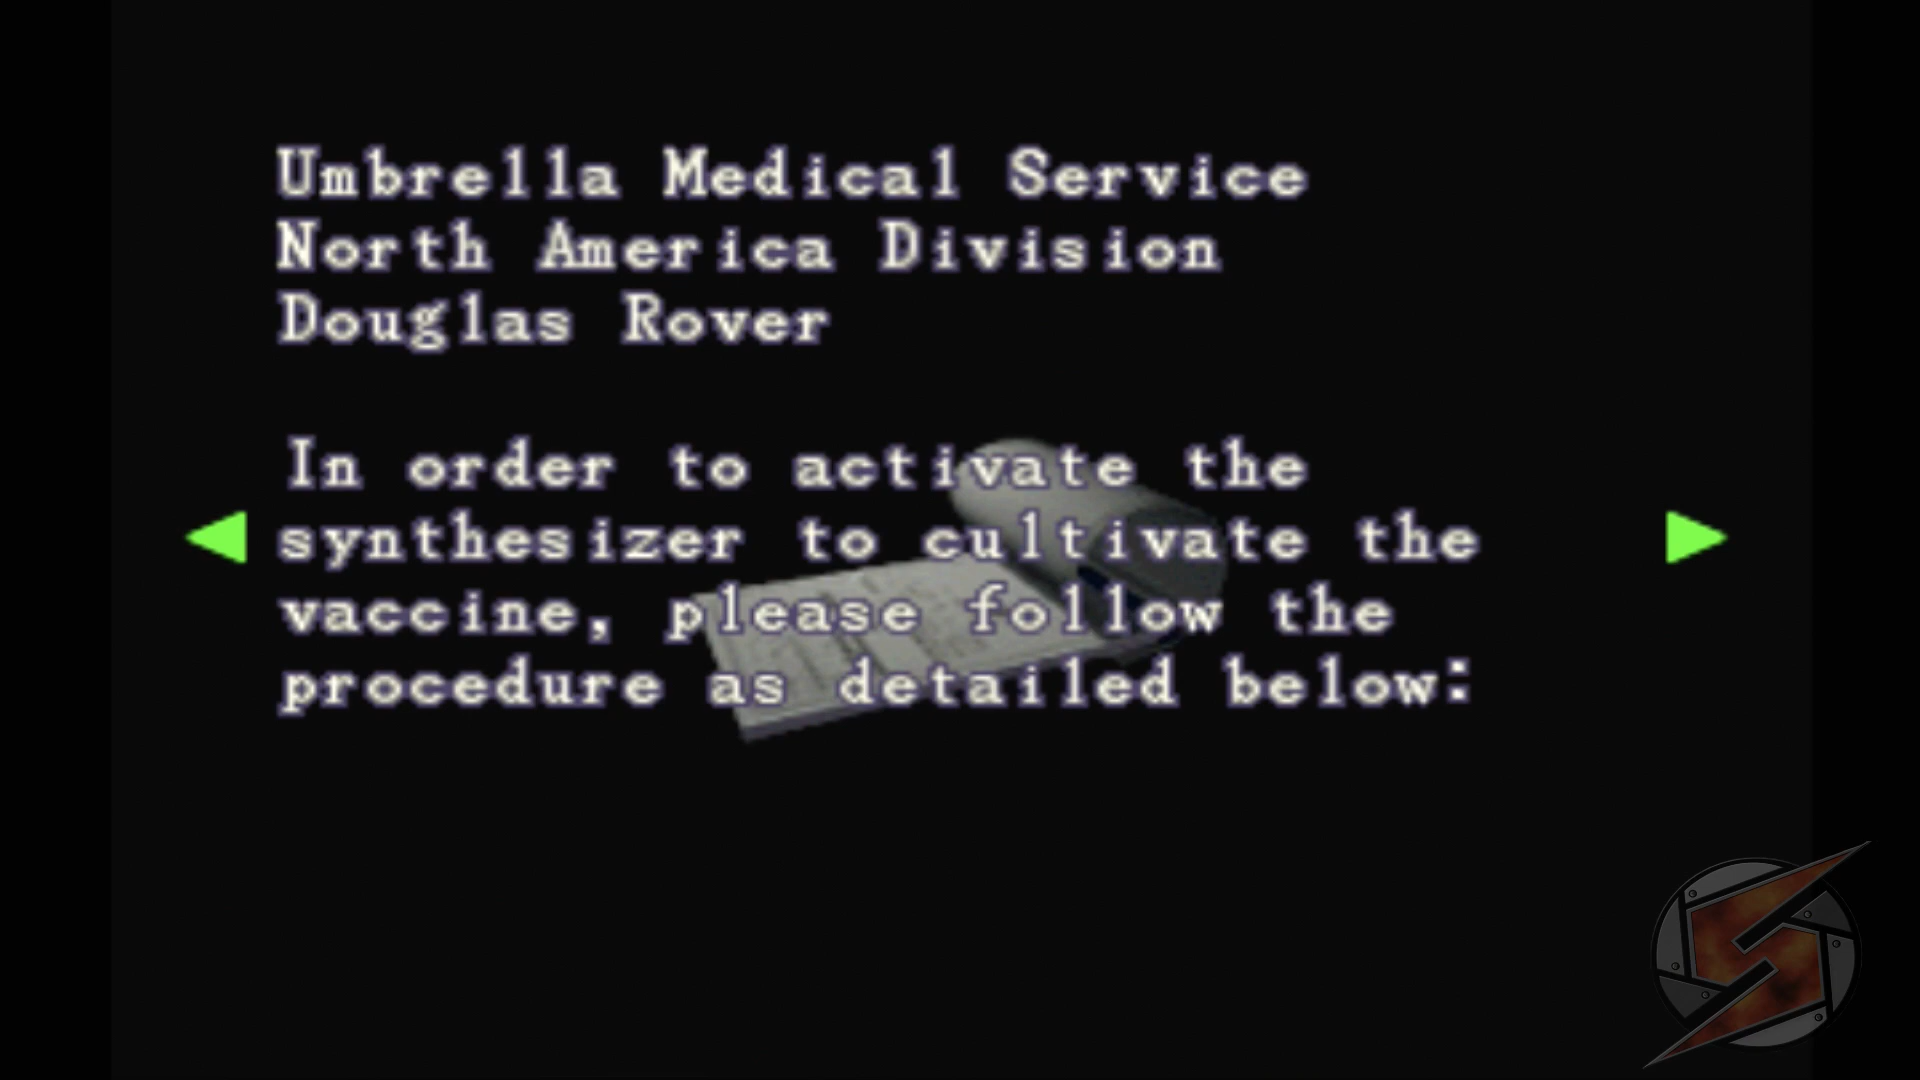 Umbrella Medical Service
North America Division
Douglas Rover
In order to activate the
synthesizer to cultivate the
vaccine, please follow the
procedure as detailed below: